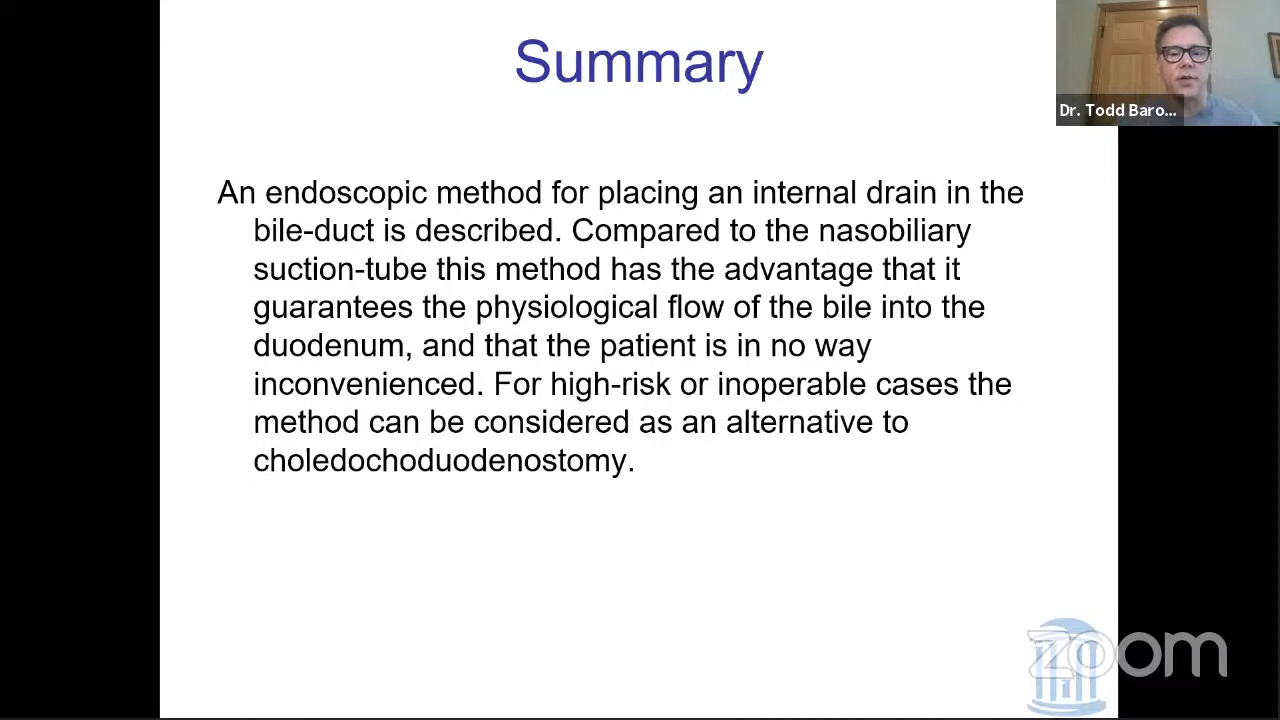 Summary
Dr. Todd Baro...
An endoscopic method for placing an internal drain in the
bile-duct is described. Compared to the nasobiliary
suction-tube this method has the advantage that it
guarantees the physiological flow of the bile into the
duodenum, and that the patient is in no way
inconvenienced. For high-risk or inoperable cases the
method can be considered as an alternative to
choledochoduodenostomy.
zoom